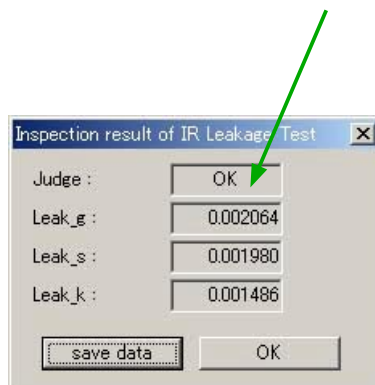 Inspection result of IR Leakage Test
Judge : OK
Leak_g : 0.002064
Leak_s : 0.001980
Leak_k : 0.001486
save data OK